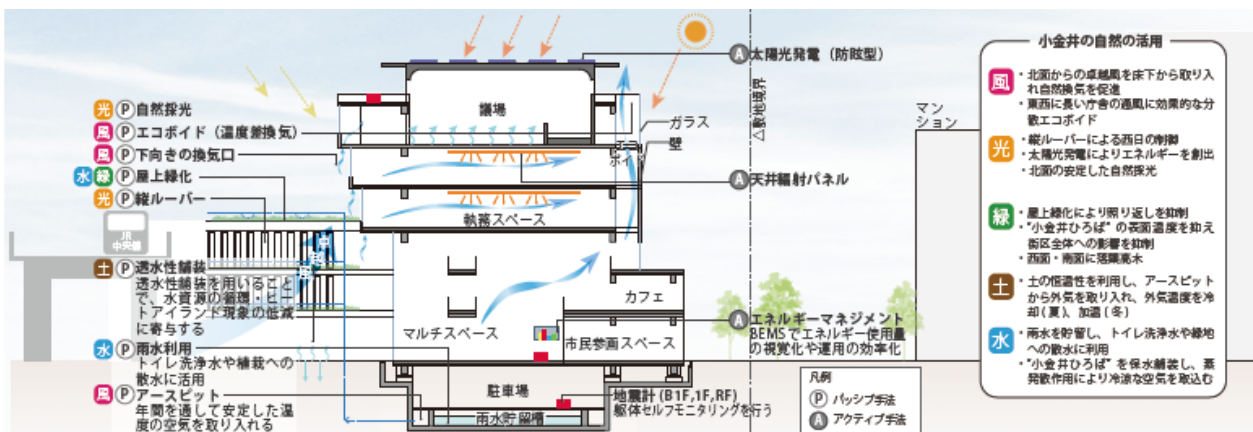 光 P 自然採光
風 P エコボイド（温度差換気）
風 P 下向きの換気口
水 緑 P 屋上緑化
光 P 縦ルーバー
JR
中央線
土 P 透水性舗装
透水性舗装を用いること
で、水資源の循環・ヒー
トアイランド現象の低減
に寄与する
水 P 雨水利用
トイレ洗浄水や植栽への
散水に活用
風 P アースピット
年間を通して安定した温
度の空気を取り入れる
議場
執務スペース
マルチスペース
カフェ
市民参画スペース
駐車場
雨水貯留槽
地震計 (B1F,1F,RF)
躯体セルフモニタリングを行う
A 太陽光発電（防眩型）
ガラス
壁
A 天井輻射パネル
△敷地境界
マン
ション
A エネルギーマネジメント
BEMSでエネルギー使用量
の視覚化や運用の効率化
凡例
P パッシブ手法
A アクティブ手法
小金井の自然の活用
風
・北面からの卓越風を床下から取り入
れ自然換気を促進
・東西に長い庁舎の通風に効果的な分
散エコボイド
光
・縦ルーバーによる西日の制御
・太陽光発電によりエネルギーを創出
・北面の安定した自然採光
緑
・屋上緑化により照り返しを抑制
・“小金井ひろば”の表面温度を抑え
街区全体への影響を抑制
・西面・南面に落葉高木
土
・土の恒温性を利用し、アースピット
から外気を取り入れ、外気温度を冷
却(夏)、加温(冬)
水
・雨水を貯留し、トイレ洗浄水や緑地
への散水に利用
・“小金井ひろば”を保水舗装し、蒸
発散作用により冷涼な空気を取込む